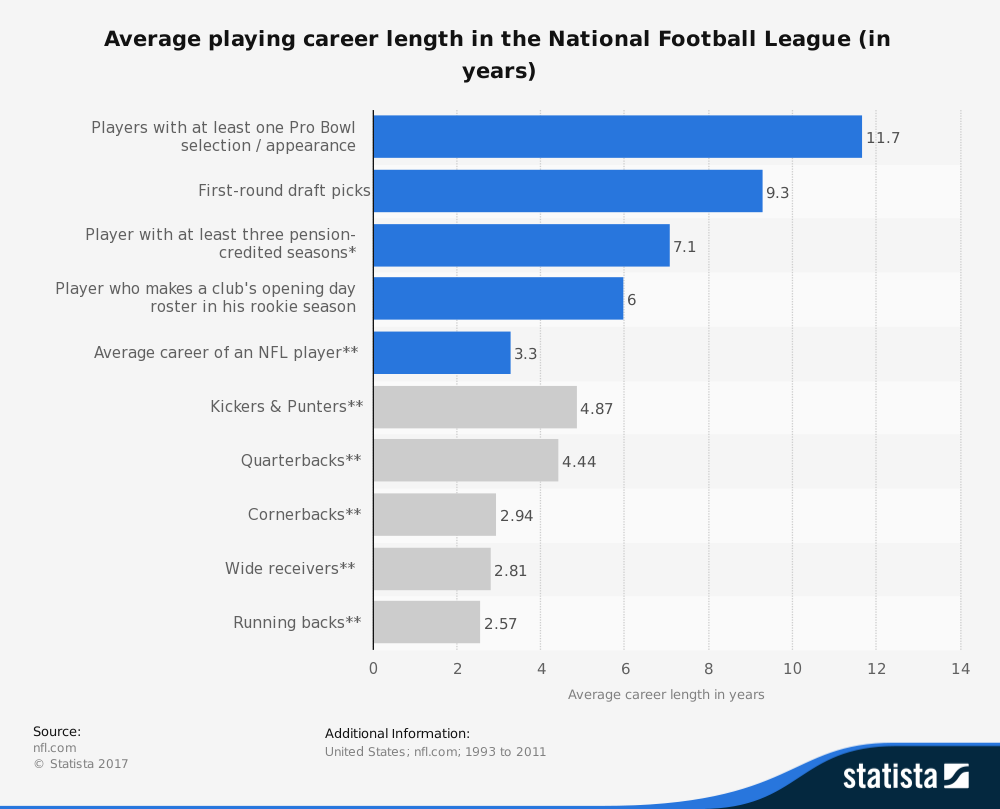 Average playing career length in the National Football League (in
years)
Players with at least one Pro Bowl
selection / appearance
11.7
First-round draft picks
9.3
Player with at least three pension-
credited seasons*
7.1
Player who makes a club's opening day
roster in his rookie season
6
Average career of an NFL player**
3.3
Kickers & Punters**
4.87
Quarterbacks**
4.44
Cornerbacks**
2.94
Wide receivers**
2.81
Running backs**
2.57
0 2 4 6 8 10 12 14
Average career length in years
Source:
nfl.com
© Statista 2017
Additional Information:
United States; nfl.com; 1993 to 2011
statista